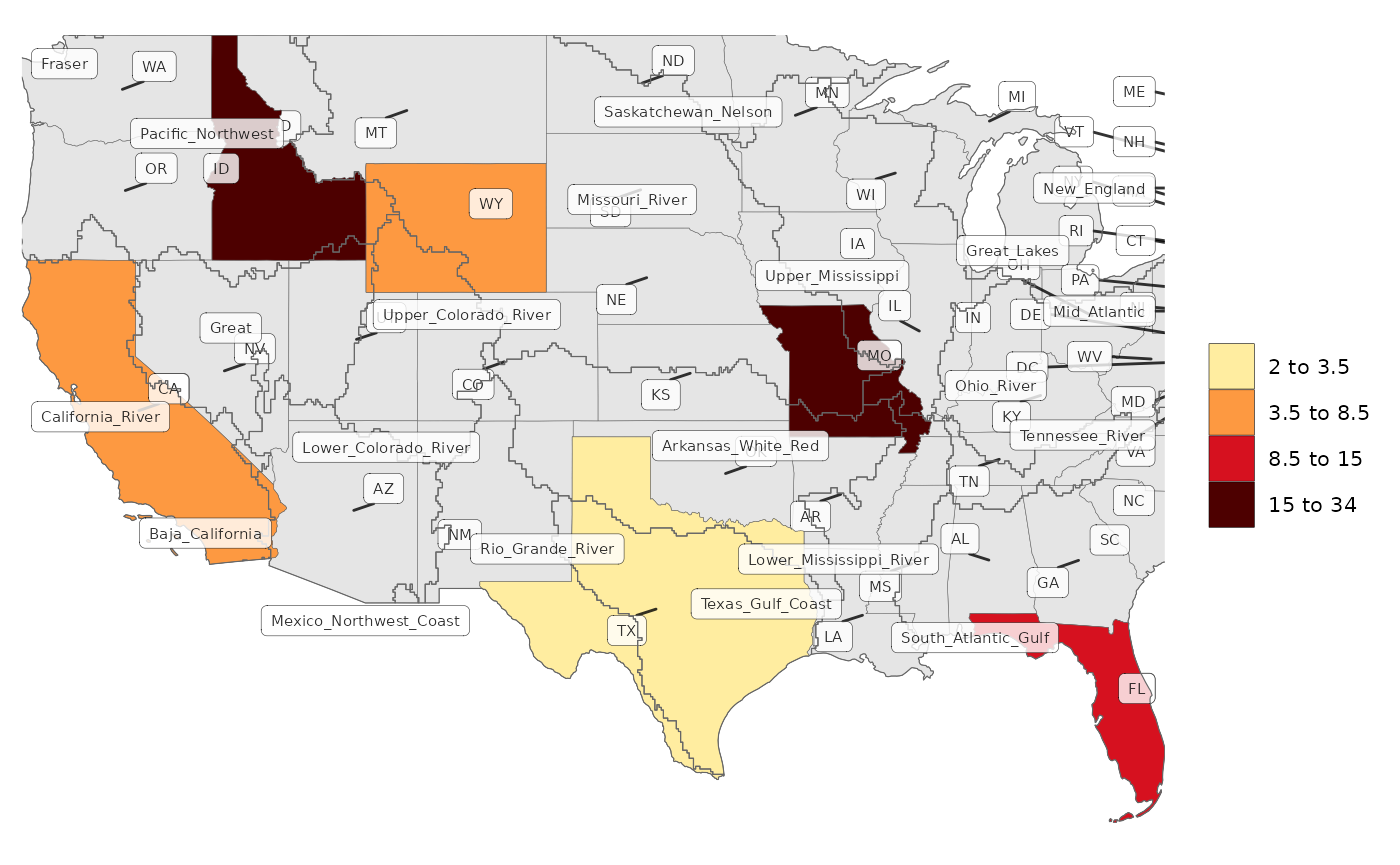 ND
Fraser
WA
MN
ME
MI
Saskatchewan_Nelson
Pacific_Northwest
MT
VT
NH
OR
ID
WI
New_England
Missouri_River
SD
WY
RI
CT
IA
Great_Lakes
OH
Upper_Mississippi
PA
NE
IL
Upper_Colorado_River
IN
DE
Mid_Atlantic
NJ
Great
NV
MO
WV
DC
2 to 3.5
CO
CA
KS
Ohio_River
MD
3.5 to 8.5
California_River
KY
Tennessee_River
Lower_Colorado_River
Arkansas_White_Red
OK
VA
8.5 to 15
AZ
TN
NC
15 to 34
AR
Baja_California
NM
Rio_Grande_River
AL
SC
Lower_Mississippi_River
MS
GA
Texas_Gulf_Coast
Mexico_Northwest_Coast
TX
LA
South_Atlantic_Gulf
FL